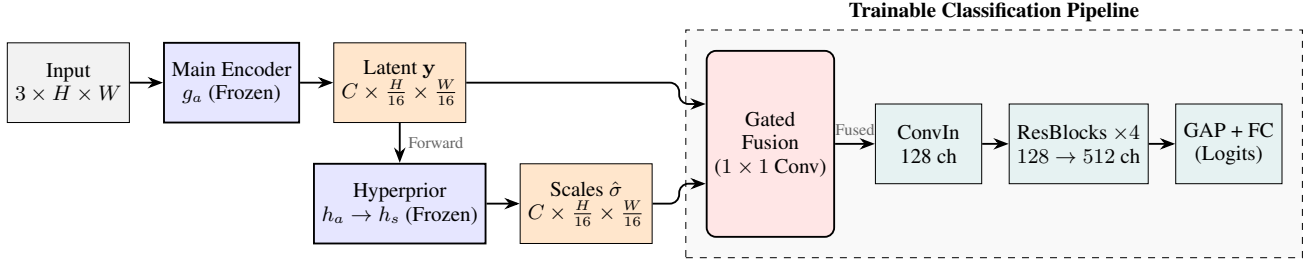 Trainable Classification Pipeline
Input
3 × H × W
Main Encoder
g_a (Frozen)
Latent y
C × H/16 × W/16
Forward
Hyperprior
h_a → h_s (Frozen)
Scales σ̂
C × H/16 × W/16
Gated
Fusion
(1 × 1 Conv)
Fused
ConvIn
128 ch
ResBlocks ×4
128 → 512 ch
GAP + FC
(Logits)